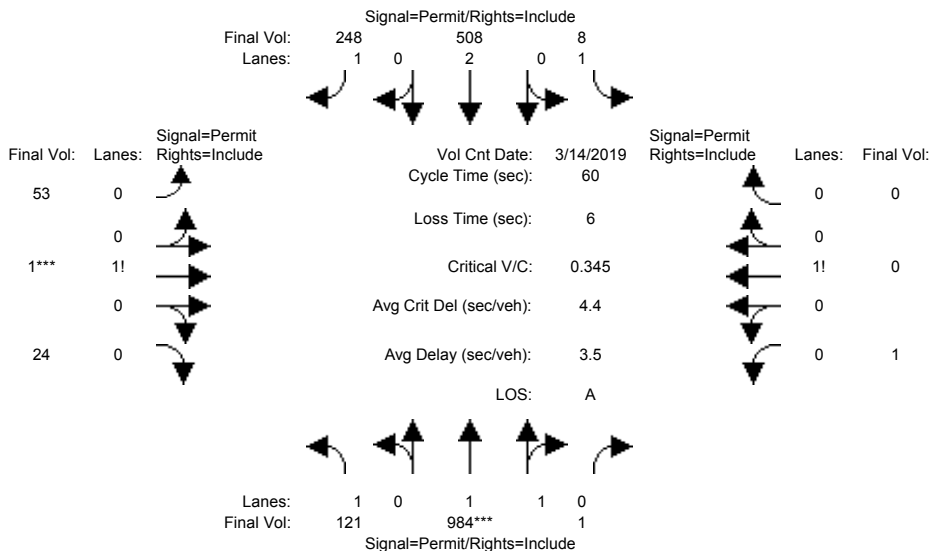 Signal=Permit/Rights=Include
Final Vol: 248 508 8
Lanes: 1 0 2 0 1
Signal=Permit Signal=Permit
Final Vol: Lanes: Rights=Include Vol Cnt Date: 3/14/2019 Rights=Include Lanes: Final Vol:
Cycle Time (sec): 60
53 0 0 0
Loss Time (sec): 6
0 0
1*** 1! Critical V/C: 0.345 1! 0
0 Avg Crit Del (sec/veh): 4.4 0
24 0 Avg Delay (sec/veh): 3.5 0 1
LOS: A
Lanes: 1 0 1 1 0
Final Vol: 121 984*** 1
Signal=Permit/Rights=Include